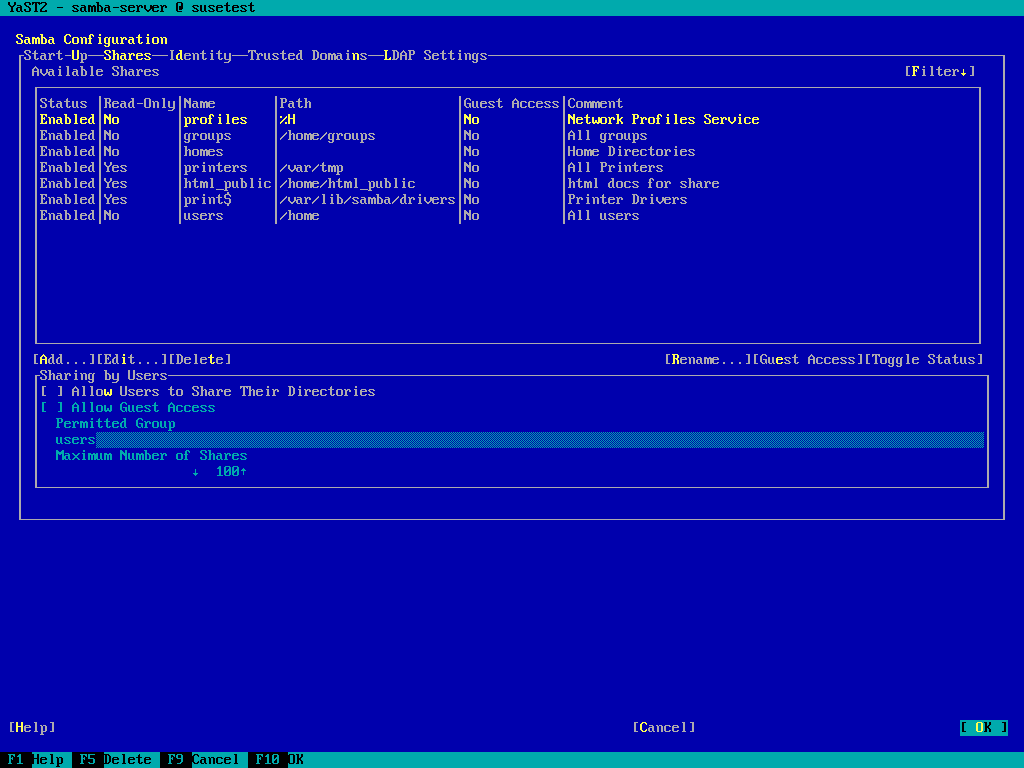 YaST2 - samba-server @ susetest
Samba Configuration
Start-Up Shares Identity Trusted Domains LDAP Settings
Available Shares [Filter↓]
Status Read-Only Name Path Guest Access Comment
Enabled No profiles %H No Network Profiles Service
Enabled No groups /home/groups No All groups
Enabled No homes No Home Directories
Enabled Yes printers /var/tmp No All Printers
Enabled Yes html_public /home/html_public No html docs for share
Enabled Yes print$ /var/lib/samba/drivers No Printer Drivers
Enabled No users /home No All users
[Add...][Edit...][Delete] [Rename...][Guest Access][Toggle Status]
Sharing by Users
[ ] Allow Users to Share Their Directories
[ ] Allow Guest Access
Permitted Group
users
Maximum Number of Shares
↓ 100↑
[Help] [Cancel] [ OK ]
F1 Help F5 Delete F9 Cancel F10 OK